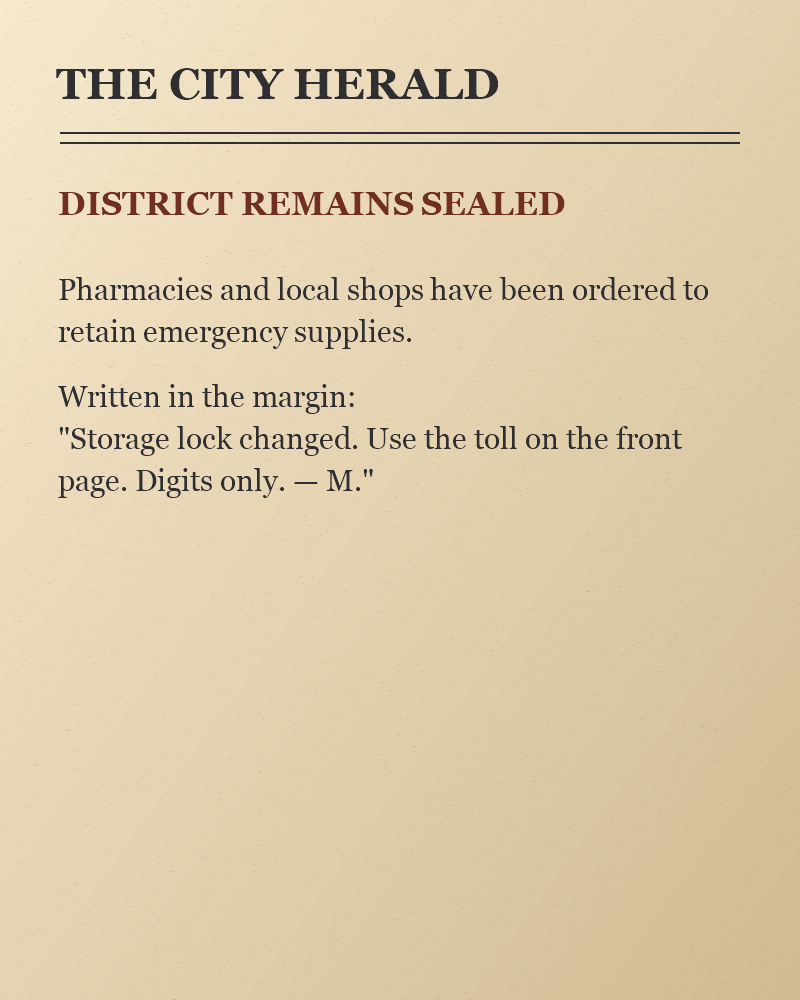 THE CITY HERALD
DISTRICT REMAINS SEALED
Pharmacies and local shops have been ordered to
retain emergency supplies.
Written in the margin:
"Storage lock changed. Use the toll on the front
page. Digits only. — M."